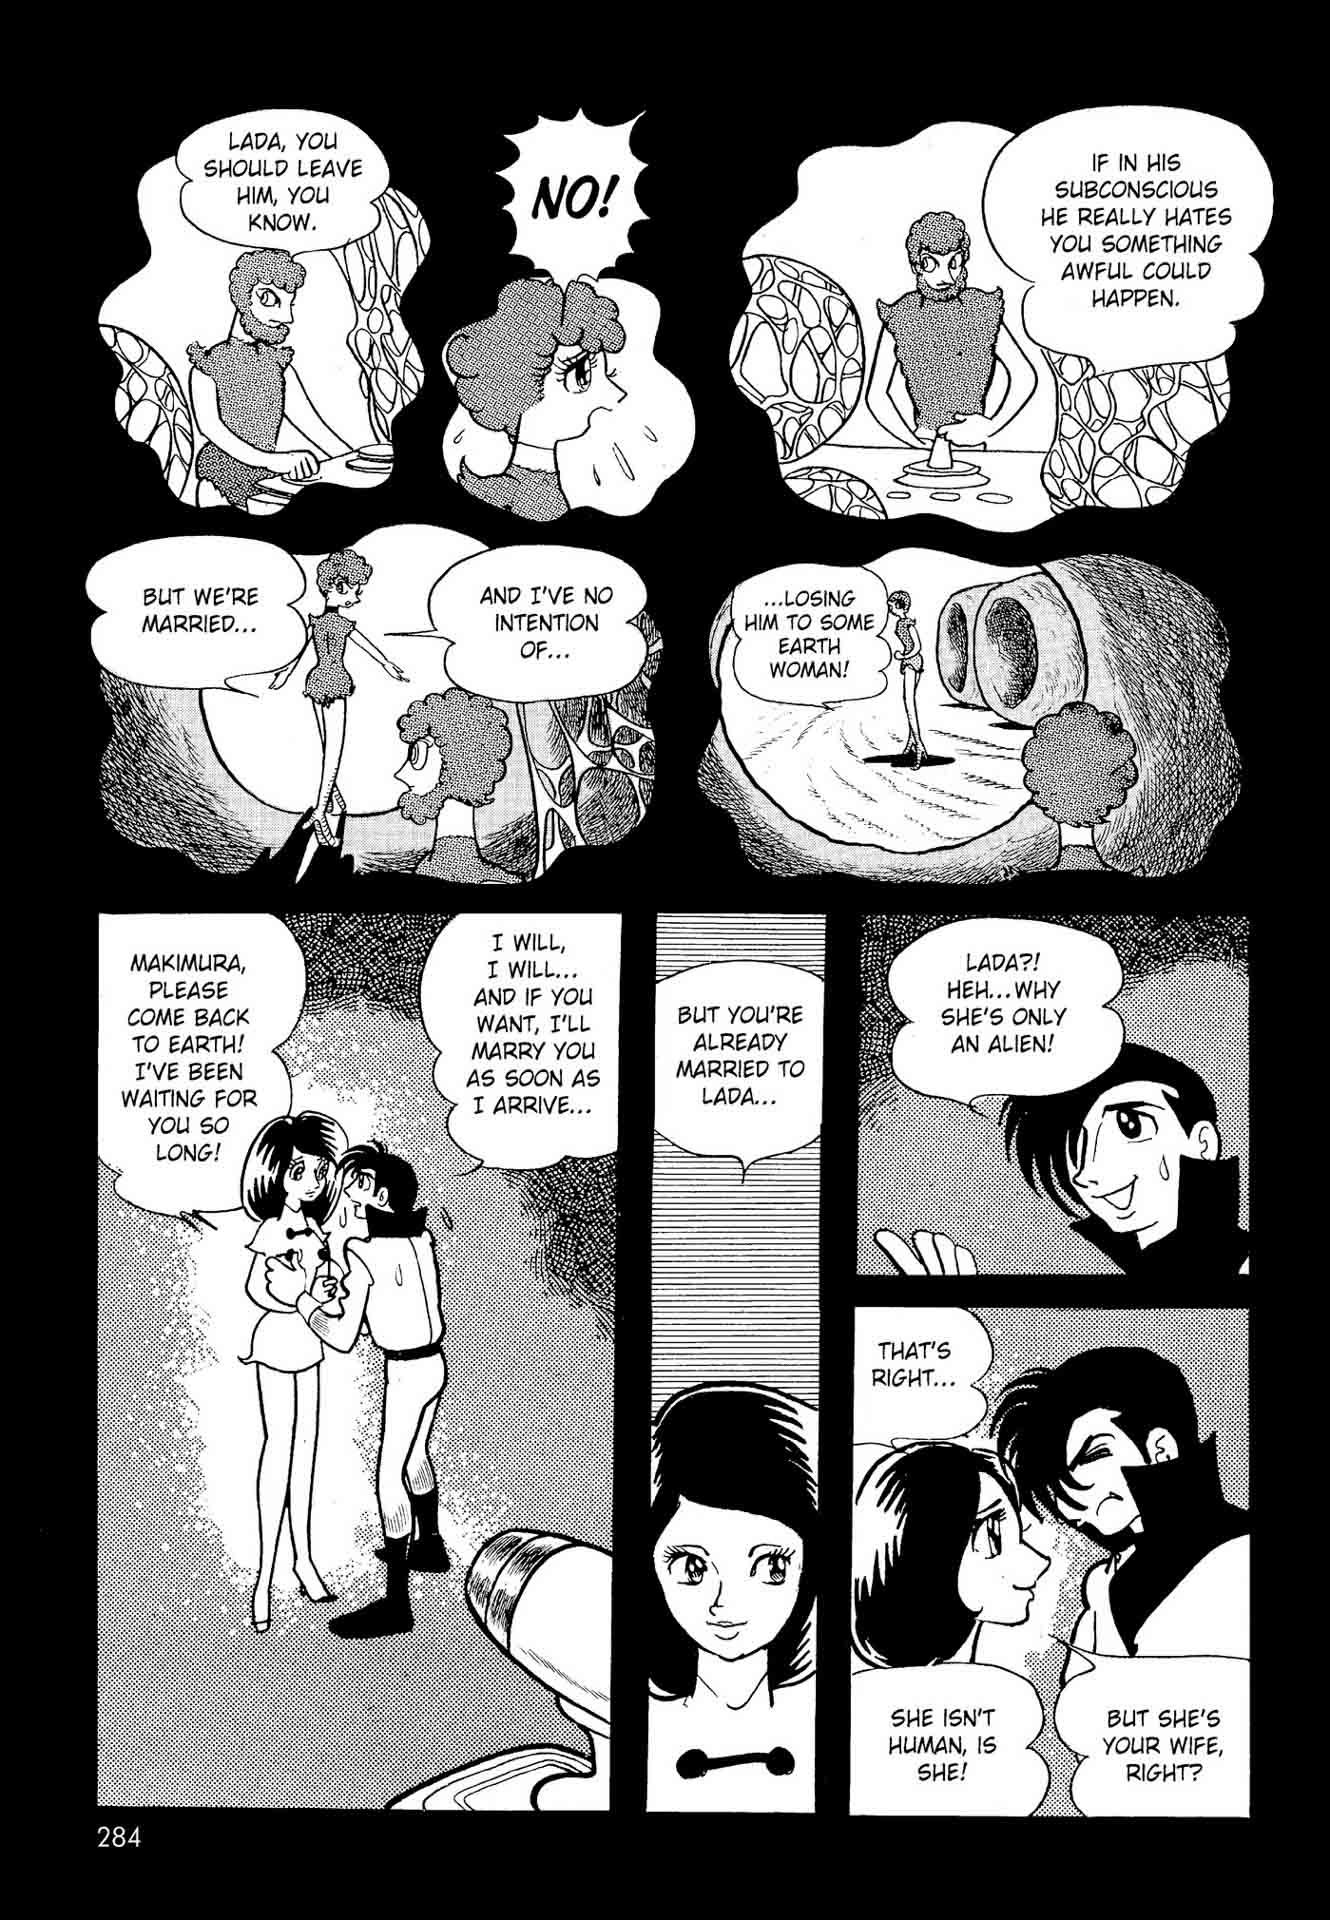 LADA, YOU
SHOULD LEAVE
HIM, YOU
KNOW.
NO!
IF IN HIS
SUBCONSCIOUS
HE REALLY HATES
YOU SOMETHING
AWFUL COULD
HAPPEN.
BUT WE'RE
MARRIED...
AND I'VE NO
INTENTION
OF...
...LOSING
HIM TO SOME
EARTH
WOMAN!
MAKIMURA,
PLEASE
COME BACK
TO EARTH!
I'VE BEEN
WAITING FOR
YOU SO
LONG!
I WILL,
I WILL...
AND IF YOU
WANT, I'LL
MARRY YOU
AS SOON AS
I ARRIVE...
BUT YOU'RE
ALREADY
MARRIED TO
LADA...
LADA?!
HEH...WHY
SHE'S ONLY
AN ALIEN!
THAT'S
RIGHT...
SHE ISN'T
HUMAN, IS
SHE!
BUT SHE'S
YOUR WIFE,
RIGHT?
284